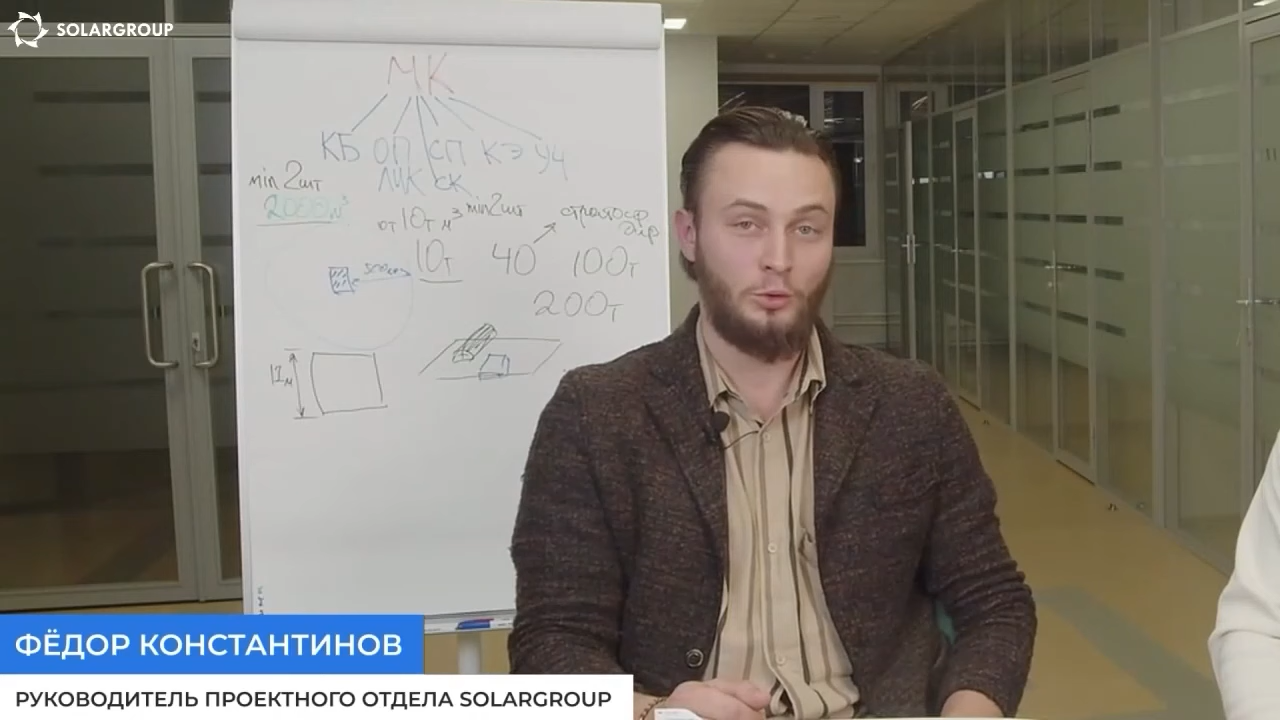 SOLARGROUP
МК
КБ ОП СП КЭ УЧ
ЛИК СК
min 2шт
2000м³
от 10т м³ min 2шт
10т 40 100т
200т
12м
ФЁДОР КОНСТАНТИНОВ
РУКОВОДИТЕЛЬ ПРОЕКТНОГО ОТДЕЛА SOLARGROUP